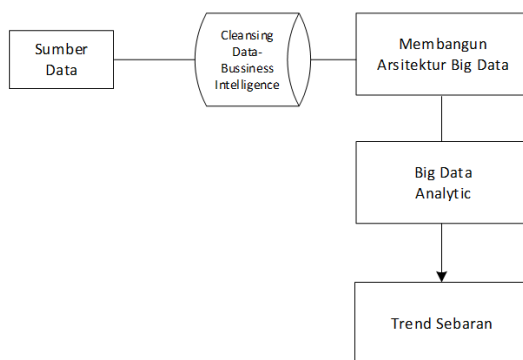 Sumber
Data
Cleansing
Data-
Bussiness
Intelligence
Membangun
Arsitektur Big Data
Big Data
Analytic
Trend Sebaran